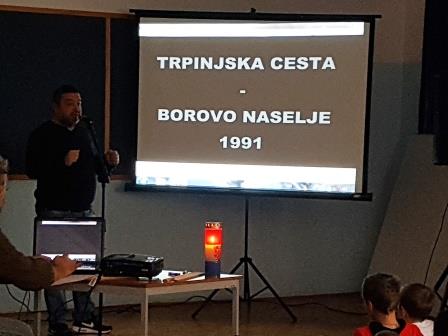 TRPINJSKA CESTA
-
BOROVO NASELJE
1991